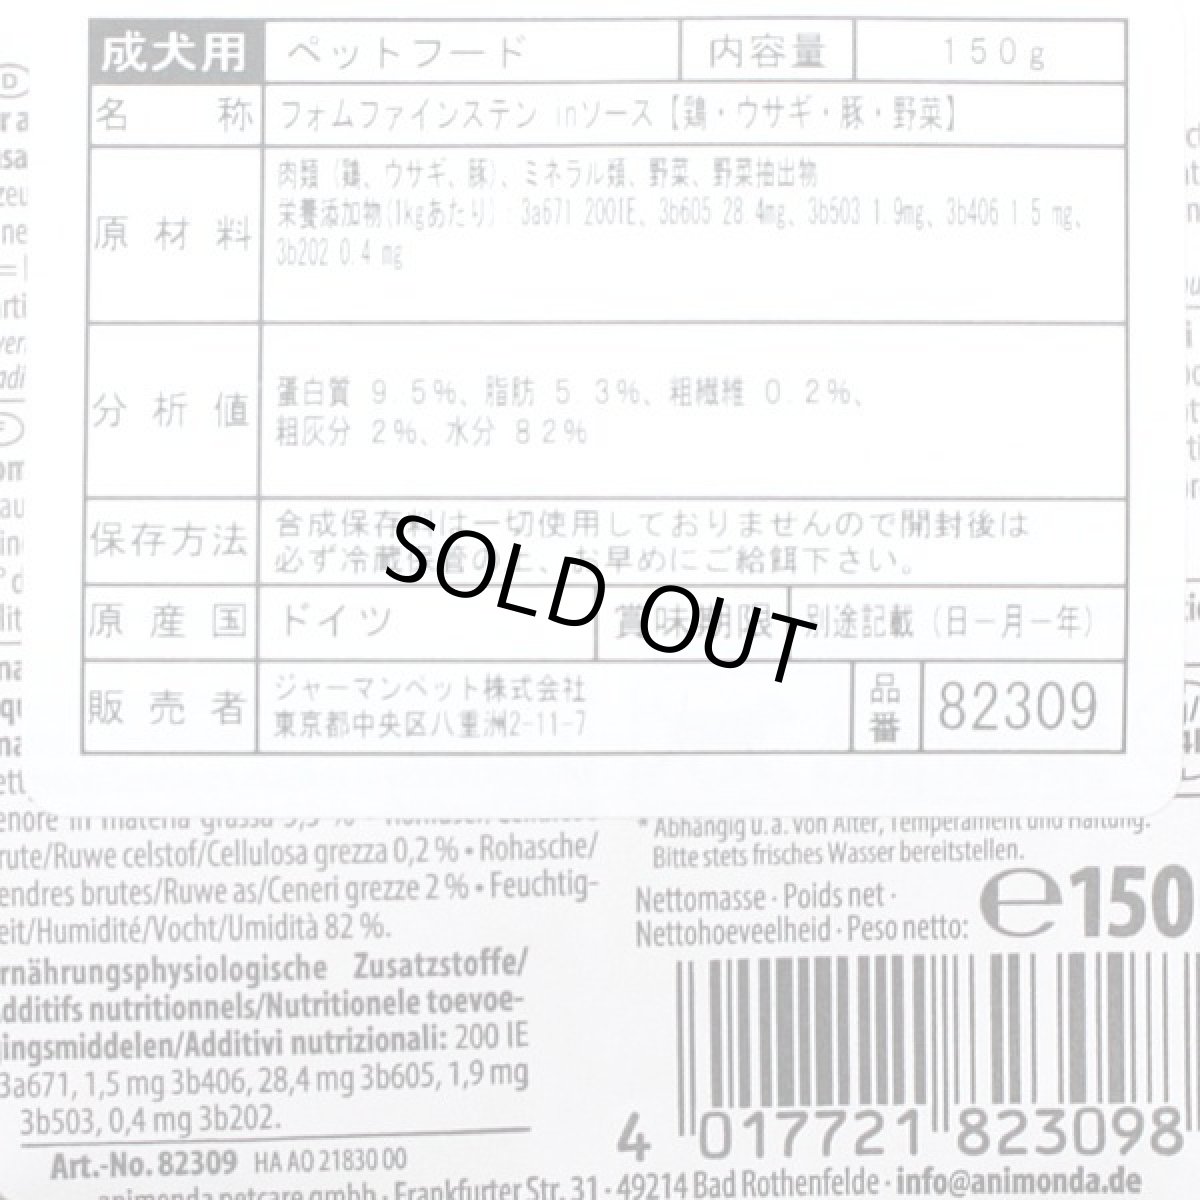 成犬用 ペットフード 内容量 150g
名称 フォムファインステン inソース【鶏・ウサギ・豚・野菜】
原材料 肉類（鶏、ウサギ、豚）、ミネラル類、野菜、野菜抽出物
栄養添加物(1kgあたり)：3a671 200IE、3b605 28.4mg、3b503 1.9mg、3b406 1.5 mg、
3b202 0.4 mg
分析値 蛋白質 9.5%、脂肪 5.3%、粗繊維 0.2%、
粗灰分 2%、水分 82%
保存方法 合成保存料は一切使用しておりませんので開封後は
必ず冷蔵保管の上、お早めにご給餌下さい。
SOLD OUT
原産国 ドイツ 賞味期限 別途記載（日－月－年）
販売者 ジャーマンペット株式会社
東京都中央区八重洲2-11-7
品番 82309
rute/Ruwe celstof/Cellulosa grezza 0,2 % • Rohasche/
endres brutes/Ruwe as/Ceneri grezze 2 % • Feuchtig-
eit/Humidité/Vocht/Umidità 82 %.
rnährungsphysiologische Zusatzstoffe/
dditifs nutritionnels/Nutritionele toevoe-
gingsmiddelen/Additivi nutrizionali: 200 IE
3a671, 1,5 mg 3b406, 28,4 mg 3b605, 1,9 mg
3b503, 0,4 mg 3b202.
Art.-No. 82309 HA AO 21830 00
* Abhängig u.a. von Alter, Temperament und Haltung.
Bitte stets frisches Wasser bereitstellen.
Nettomasse · Poids net ·
Nettohoeveelheid · Peso netto: ℮150
4 017721 823098
animonda petcare gmbh · Frankfurter Str. 31 · 49214 Bad Rothenfelde · info@animonda.de